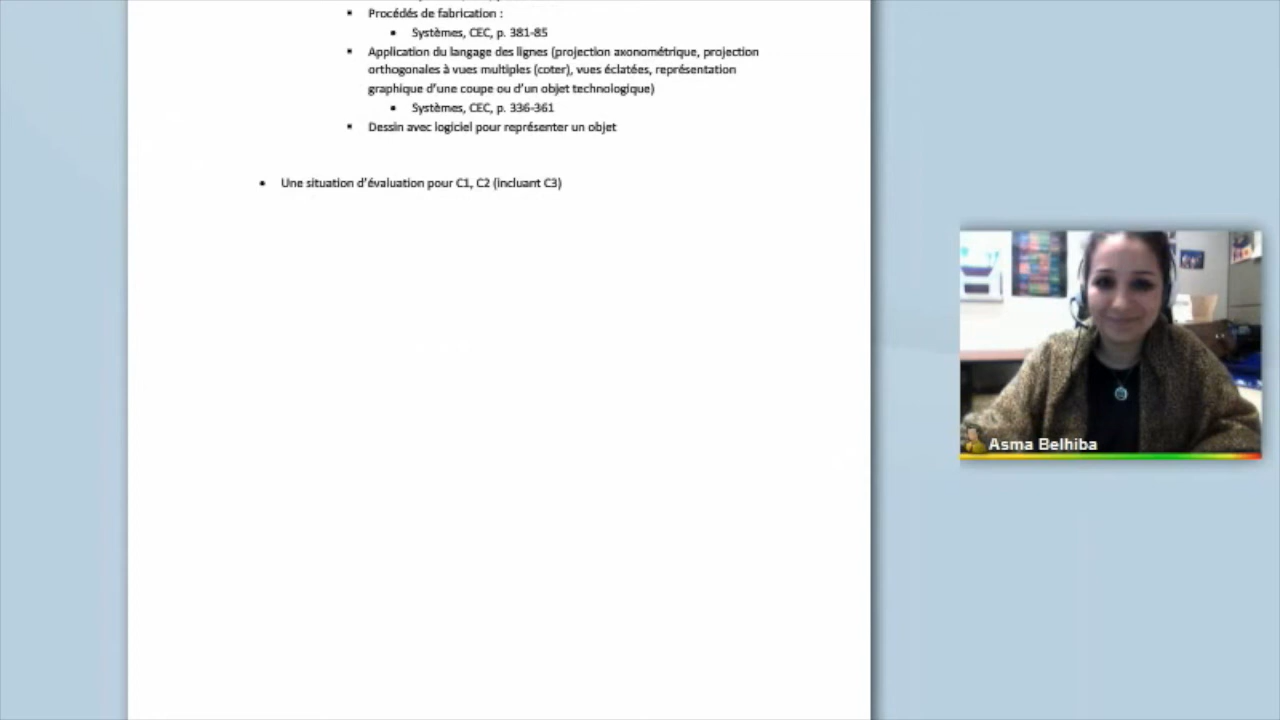 Procédés de fabrication :
Systèmes, CEC, p. 381-85
Application du langage des lignes (projection axonométrique, projection
orthogonales à vues multiples (coter), vues éclatées, représentation
graphique d'une coupe ou d'un objet technologique)
Systèmes, CEC, p. 336-361
Dessin avec logiciel pour représenter un objet
Une situation d'évaluation pour C1, C2 (incluant C3)
Asma Belhiba